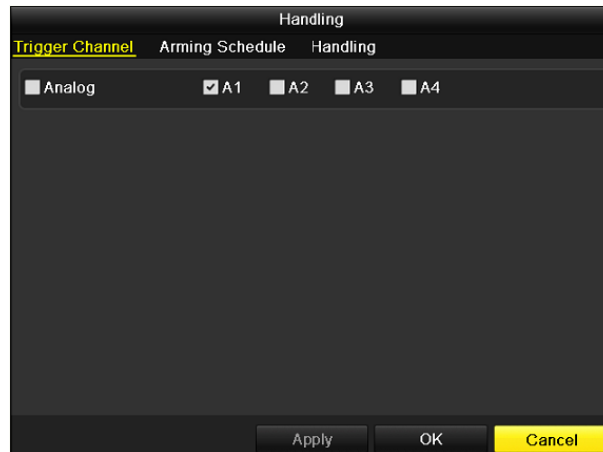 Handling
Trigger Channel Arming Schedule Handling
Analog A1 A2 A3 A4
Apply OK Cancel